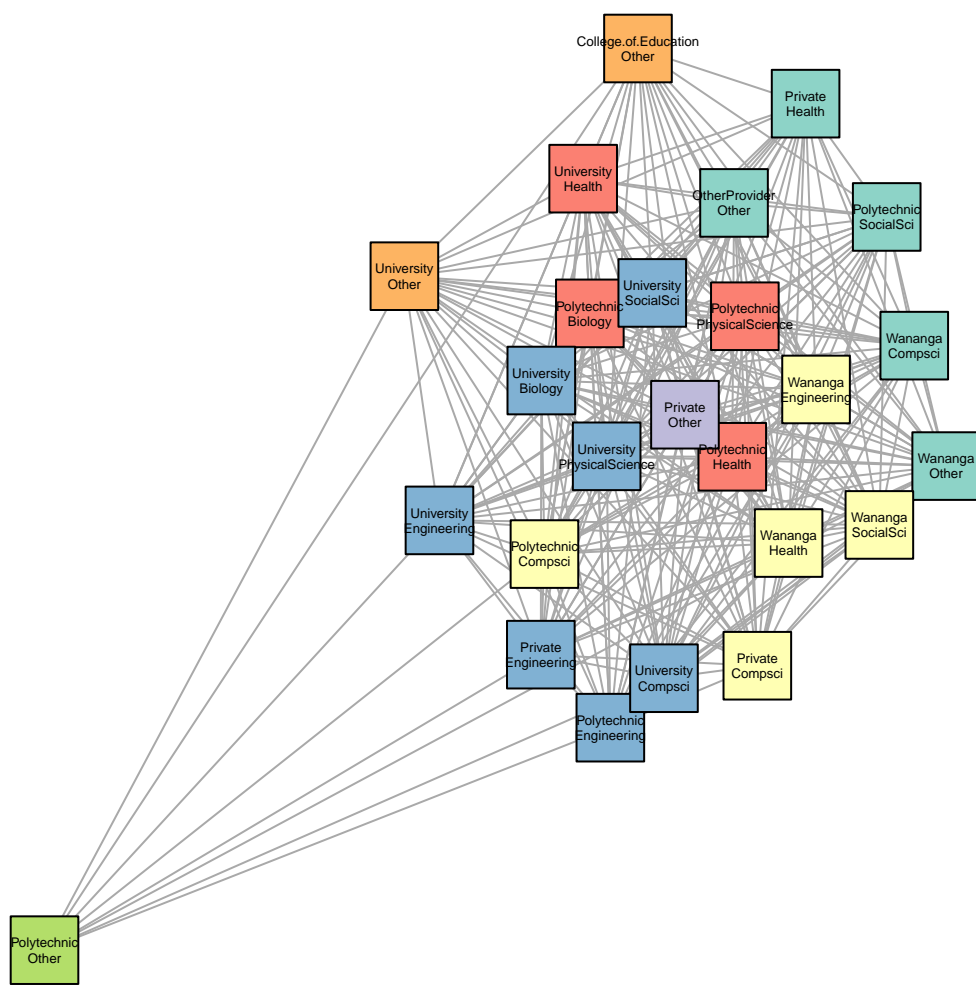 College.of.Education
Other
Private
Health
University
Health
OtherProvider
Other
Polytechnic
SocialSci
University
Other
University
SocialSci
Polytechnic
Biology
Polytechnic
PhysicalScience
Wananga
Compsci
University
Biology
Wananga
Engineering
Private
Other
University
PhysicalScience
Polytechnic
Health
Wananga
Other
University
Engineering
Wananga
SocialSci
Polytechnic
Compsci
Wananga
Health
Private
Engineering
University
Compsci
Private
Compsci
Polytechnic
Engineering
Polytechnic
Other